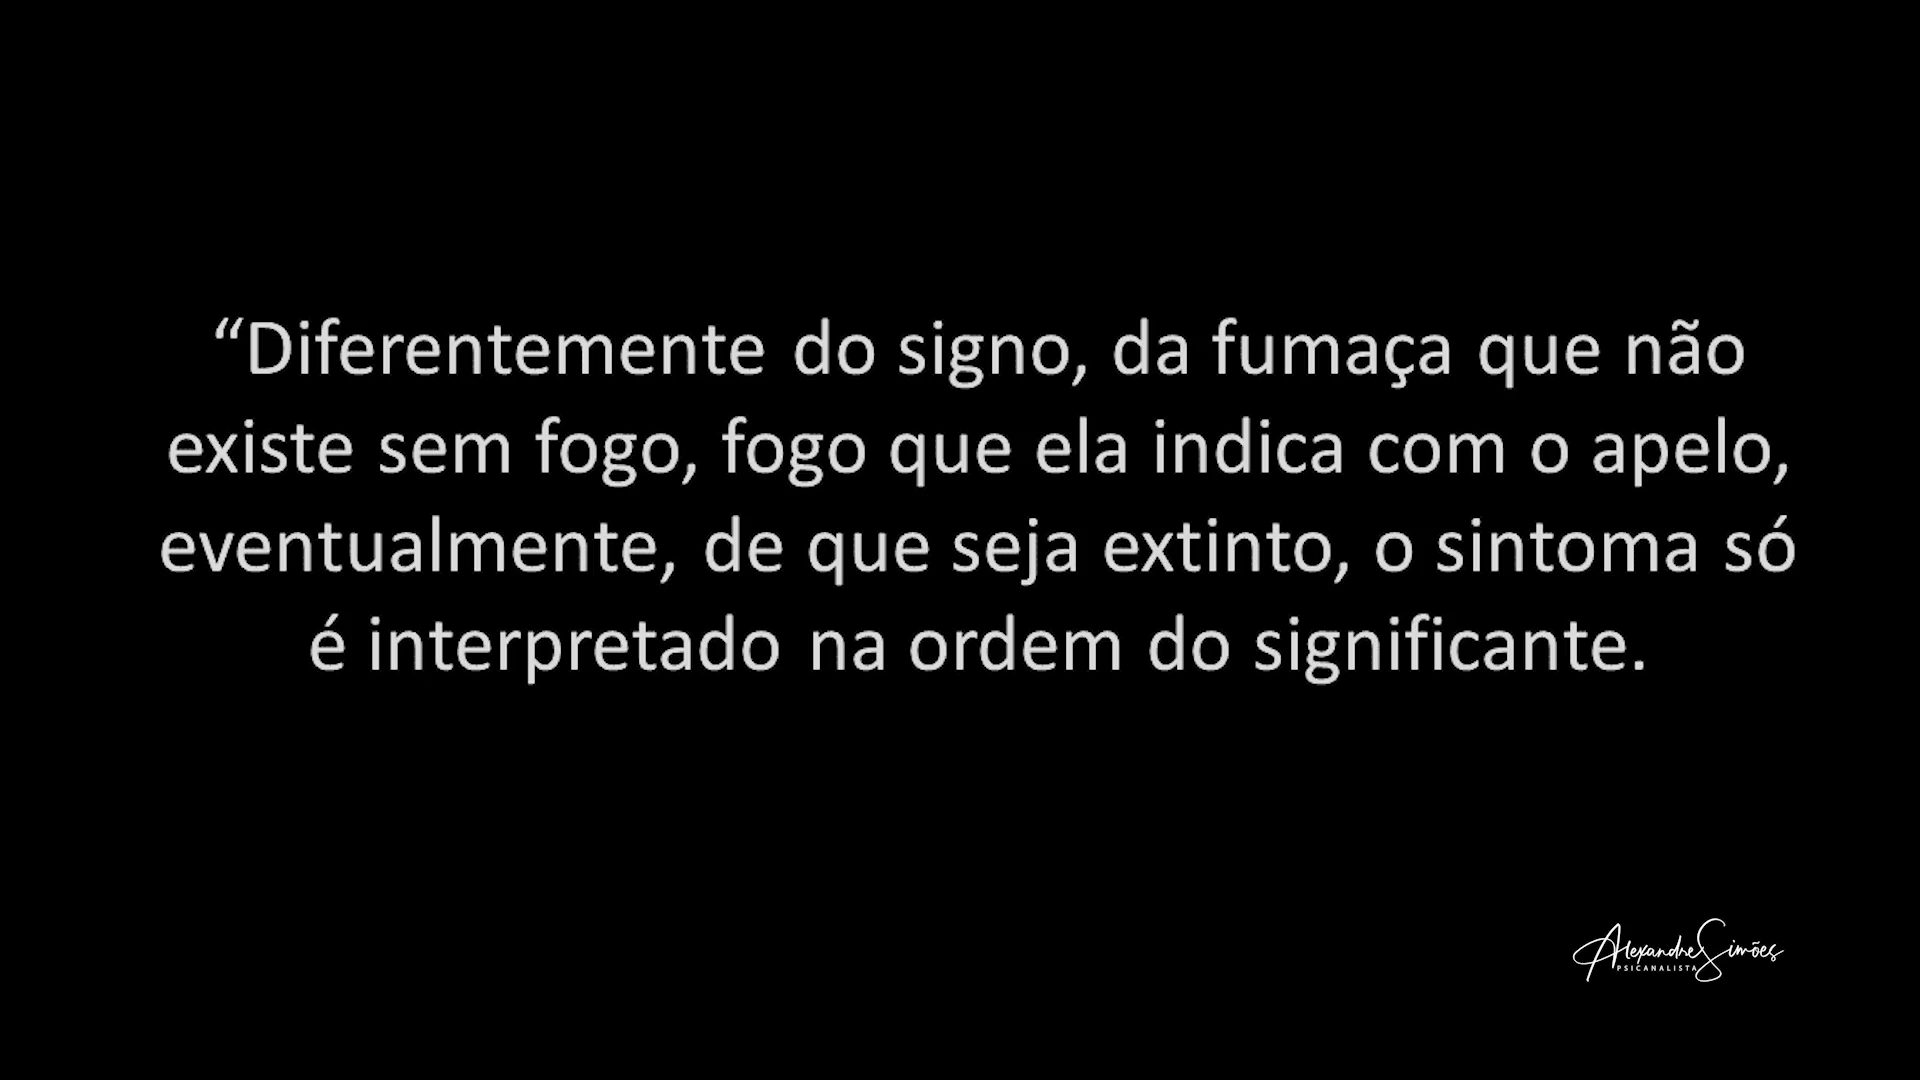 “Diferentemente do signo, da fumaça que não
existe sem fogo, fogo que ela indica com o apelo,
eventualmente, de que seja extinto, o sintoma só
é interpretado na ordem do significante.
Alexandre Simões
PSICANALISTA